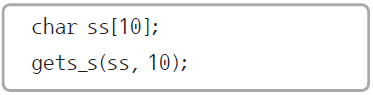 char ss[10];
gets_s(ss, 10);